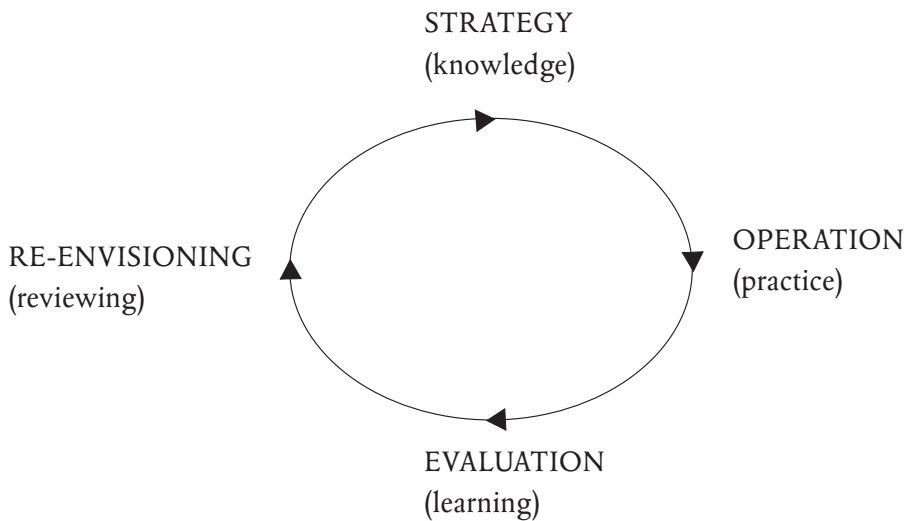 STRATEGY
(knowledge)
RE-ENVISIONING
(reviewing)
OPERATION
(practice)
EVALUATION
(learning)